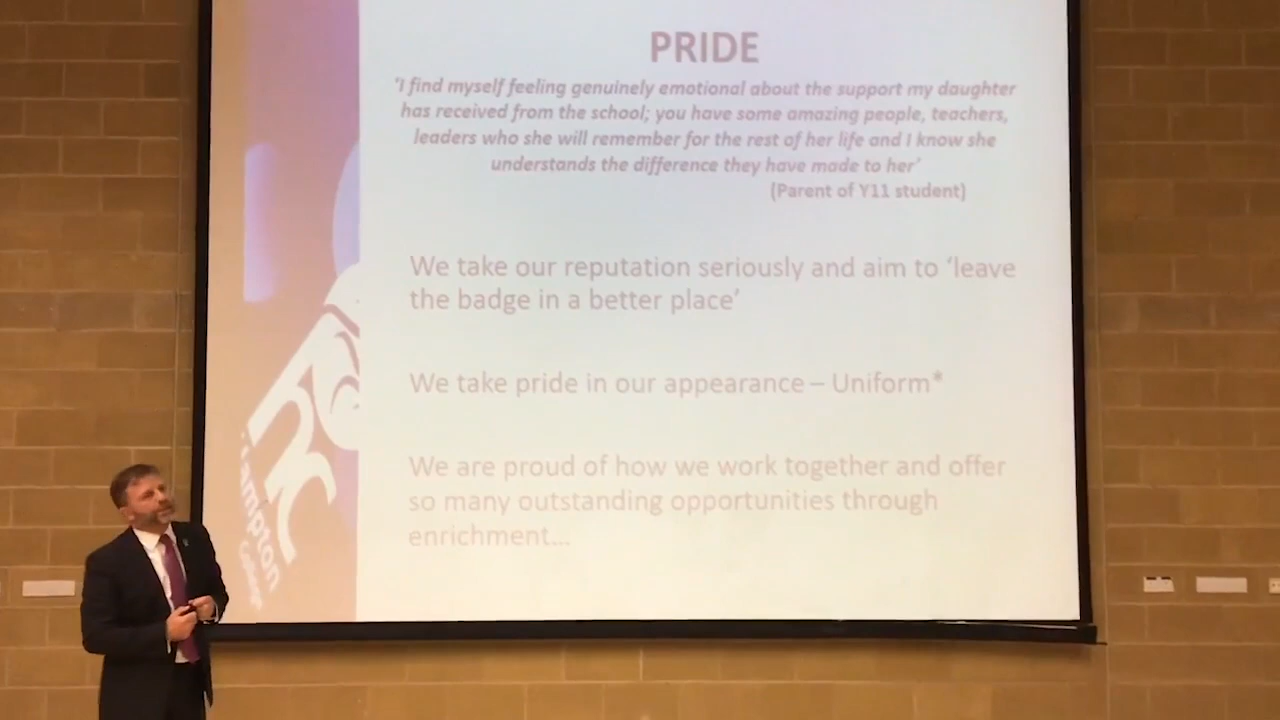 PRIDE
'I find myself feeling genuinely emotional about the support my daughter
has received from the school; you have some amazing people, teachers,
leaders who she will remember for the rest of her life and I know she
understands the difference they have made to her'
(Parent of Y11 student)
We take our reputation seriously and aim to 'leave
the badge in a better place'
We take pride in our appearance – Uniform*
We are proud of how we work together and offer
so many outstanding opportunities through
enrichment...
Hampton
College